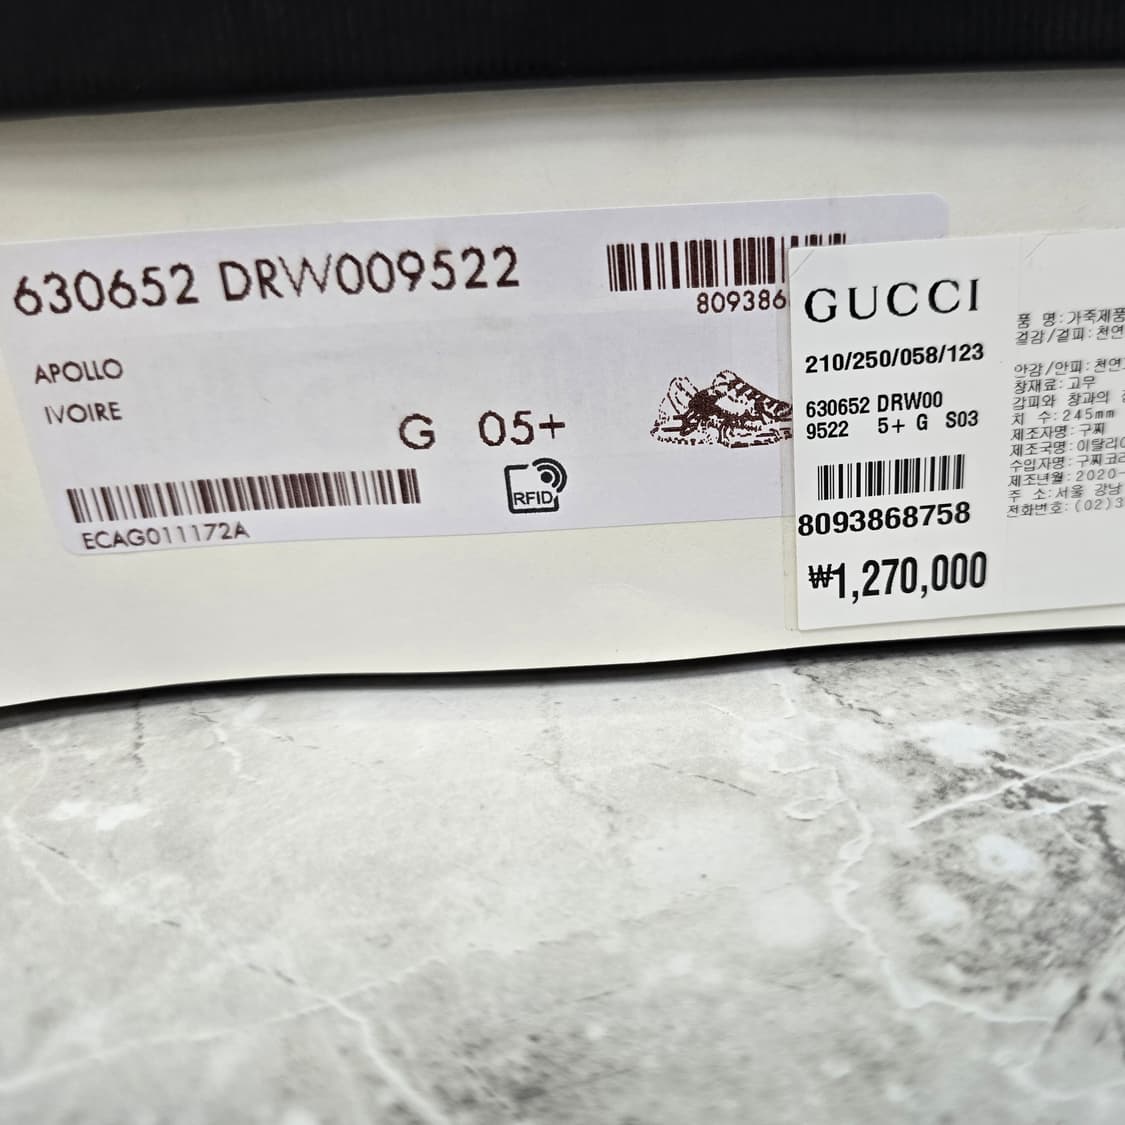 630652 DRW009522
809386
APOLLO
IVOIRE
G 05+
RFID
ECAG011172A
GUCCI
210/250/058/123
630652 DRW00
9522 5+ G S03
8093868758
₩1,270,000
품 명:가죽제품
겉감/겉피:천연
안감/안피:천연
창재료:고무
갑피와 창과의
치 수:245mm
제조자명:구찌
제조국명:이탈리
수입자명:구찌코리
제조년월:2020-
주 소:서울 강남
전화번호:(02)3